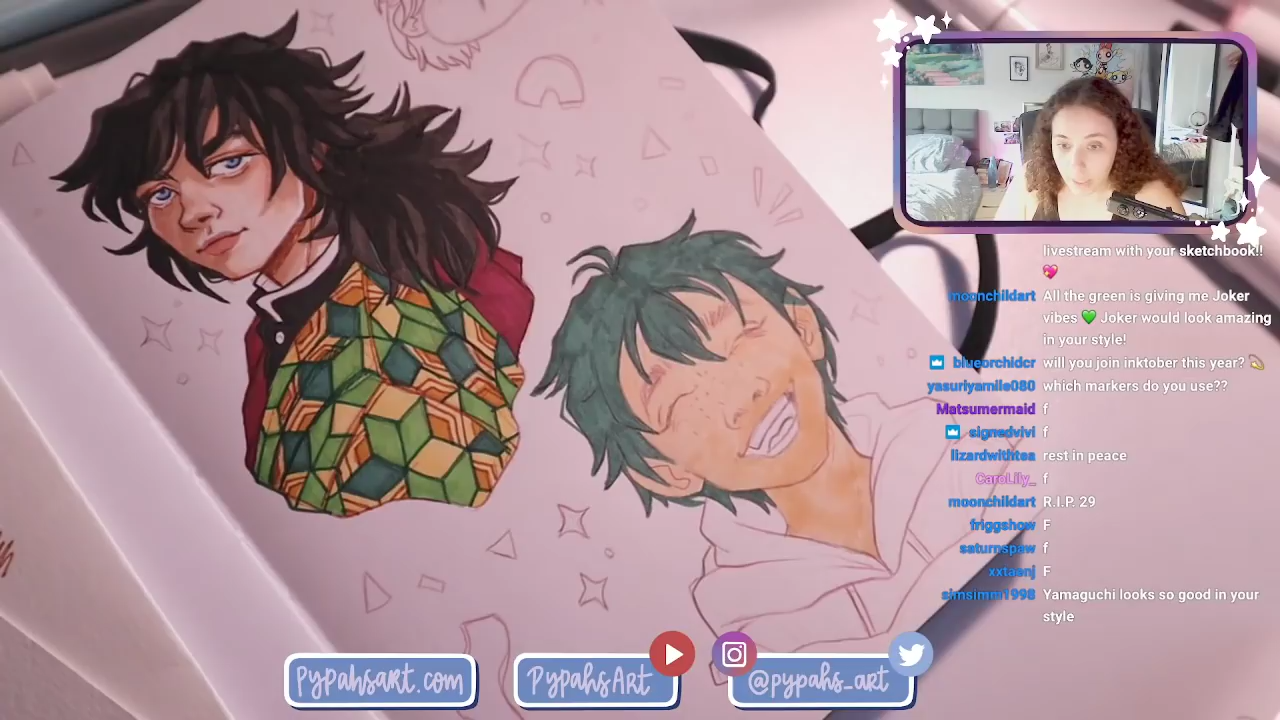 livestream with your sketchbook!!
💖
moonchildart All the green is giving me Joker
vibes 💚 Joker would look amazing
in your style!
blueorchidcr will you join inktober this year? 💫
yasuriyamile080 which markers do you use??
Matsumermaid f
signedvivi f
lizardwithtea rest in peace
CaroLily_ f
moonchildart R.I.P. 29
friggshow F
saturnspaw f
xxtaenj F
simsimm1998 Yamaguchi looks so good in your
style
Pypahsart.com
PypahsArt
@pypahs_art